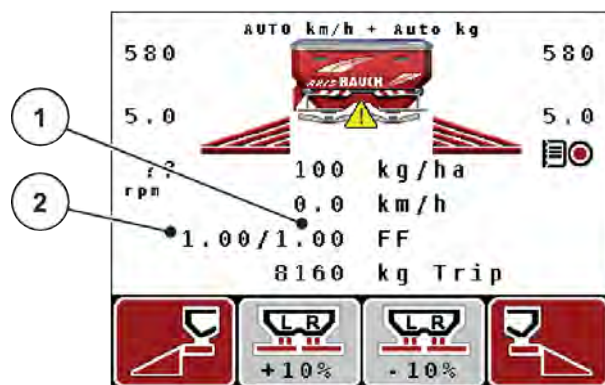 AUTO km/h + Auto kg
580 580
AXIS RAUCH
1
5.0 5.0
100 kg/ha
rpm
0.0 km/h
2
1.00/1.00 FF
8160 kg Trip
L R L R
+10% -10%